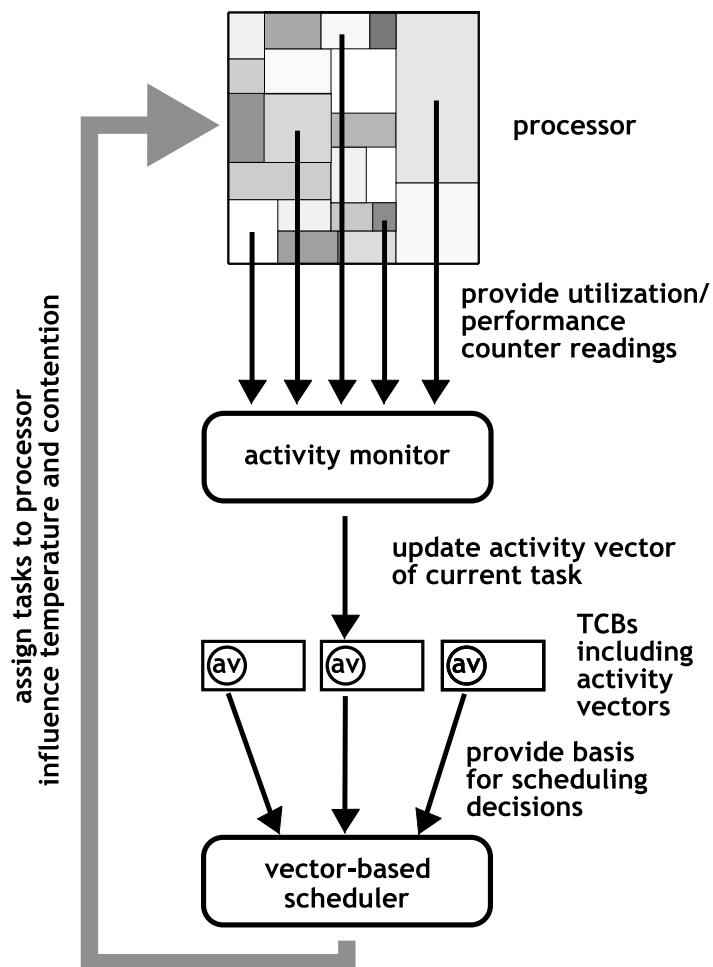 processor
provide utilization/
performance
counter readings
activity monitor
update activity vector
of current task
TCBs
including
activity
vectors
av
av
av
provide basis
for scheduling
decisions
vector-based
scheduler
assign tasks to processor
influence temperature and contention